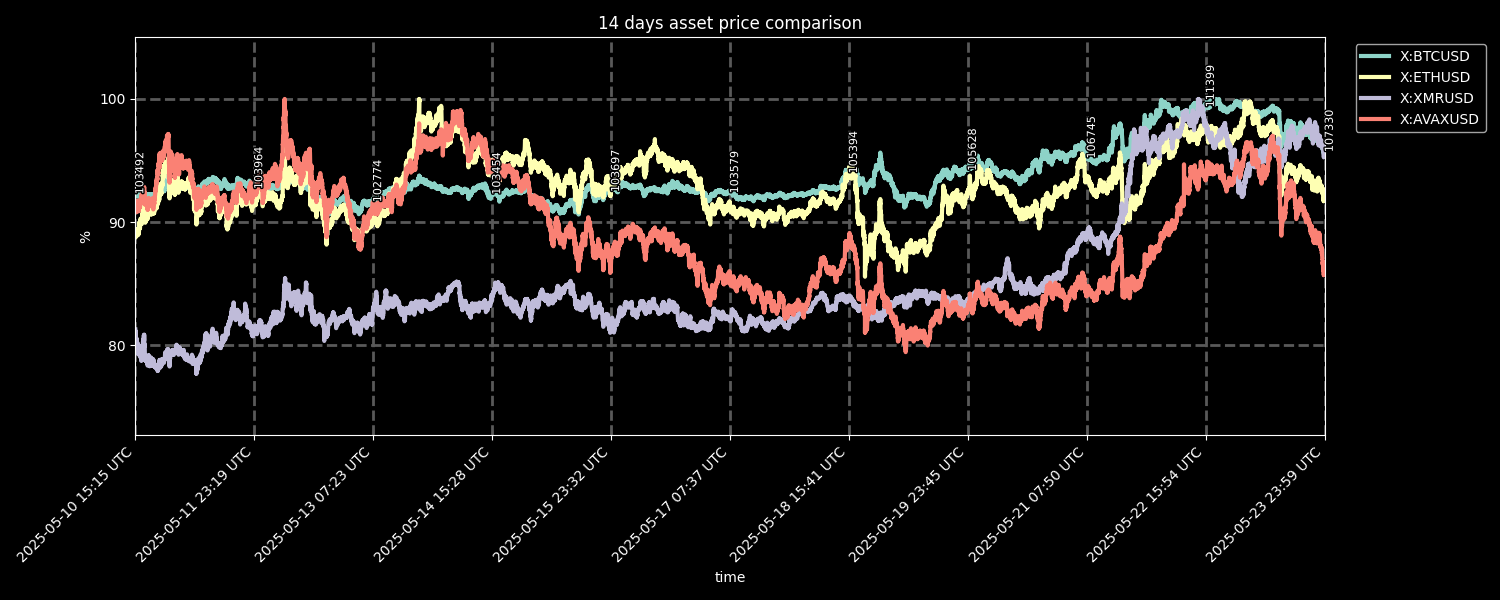 14 days asset price comparison
X:BTCUSD
X:ETHUSD
X:XMRUSD
X:AVAXUSD
%
100
90
80
103492
103964
102774
103454
103697
103579
105394
105628
106745
111399
107330
2025-05-10 15:15 UTC
2025-05-11 23:19 UTC
2025-05-13 07:23 UTC
2025-05-14 15:28 UTC
2025-05-15 23:32 UTC
2025-05-17 07:37 UTC
2025-05-18 15:41 UTC
2025-05-19 23:45 UTC
2025-05-21 07:50 UTC
2025-05-22 15:54 UTC
2025-05-23 23:59 UTC
time